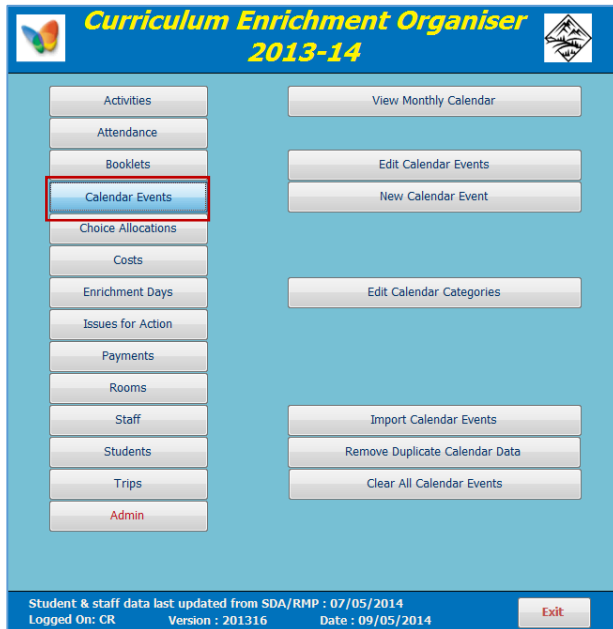 Curriculum Enrichment Organiser
2013-14
Activities
Attendance
Booklets
Calendar Events
Choice Allocations
Costs
Enrichment Days
Issues for Action
Payments
Rooms
Staff
Students
Trips
Admin
View Monthly Calendar
Edit Calendar Events
New Calendar Event
Edit Calendar Categories
Import Calendar Events
Remove Duplicate Calendar Data
Clear All Calendar Events
Student & staff data last updated from SDA/RMP : 07/05/2014
Logged On: CR Version : 201316 Date : 09/05/2014
Exit